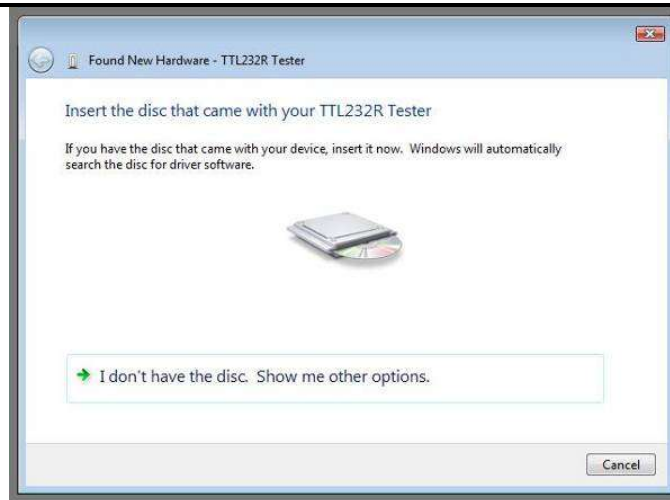 Found New Hardware - TTL232R Tester
Insert the disc that came with your TTL232R Tester
If you have the disc that came with your device, insert it now. Windows will automatically
search the disc for driver software.
I don't have the disc. Show me other options.
Cancel